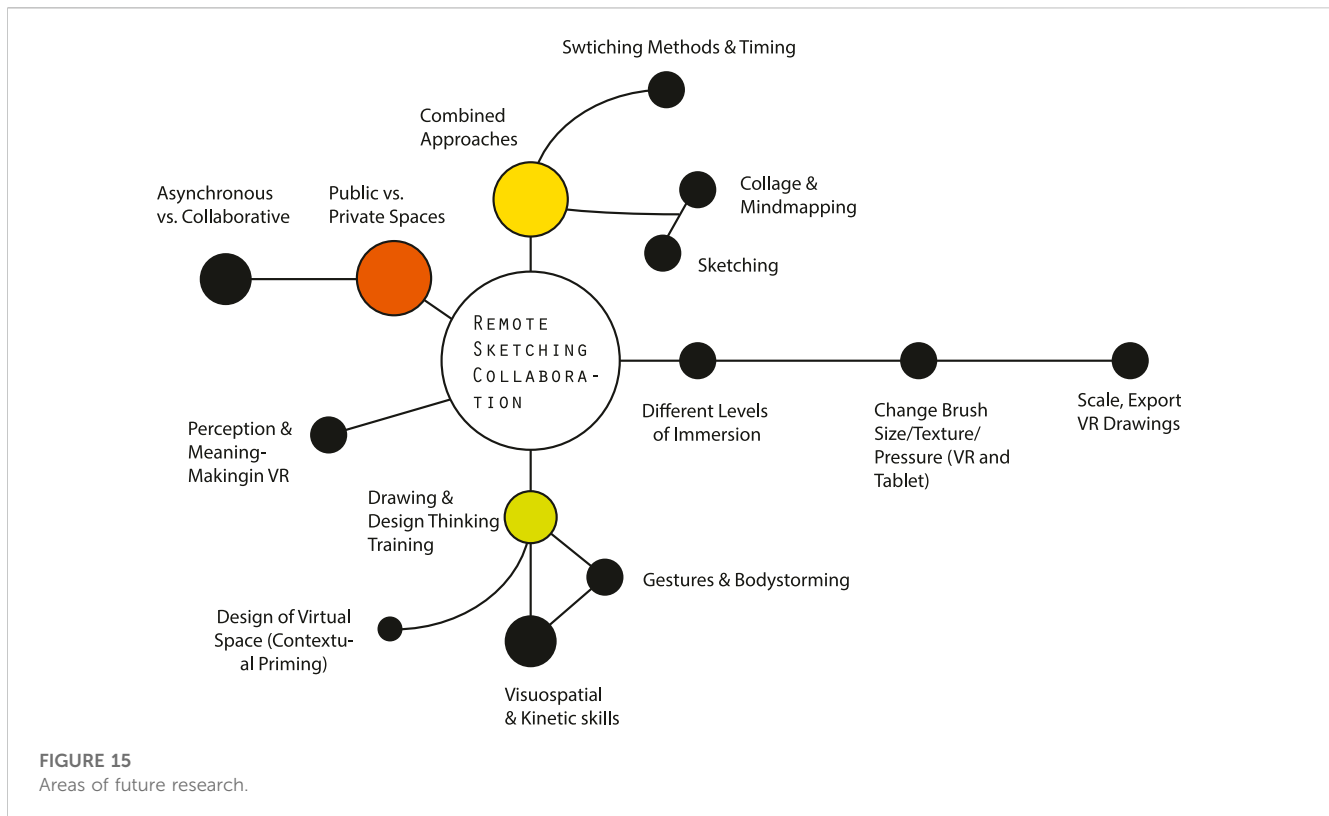 Swtiching Methods & Timing
Combined
Approaches
Collage &
Mindmapping
Sketching
Asynchronous
vs. Collaborative
Public vs.
Private Spaces
REMOTE
SKETCHING
COLLABORA-
TION
Different Levels
of Immersion
Change Brush
Size/Texture/
Pressure (VR and
Tablet)
Scale, Export
VR Drawings
Perception &
Meaning-
Makingin VR
Drawing &
Design Thinking
Training
Gestures & Bodystorming
Design of Virtual
Space (Contextu-
al Priming)
Visuospatial
& Kinetic skills
FIGURE 15
Areas of future research.